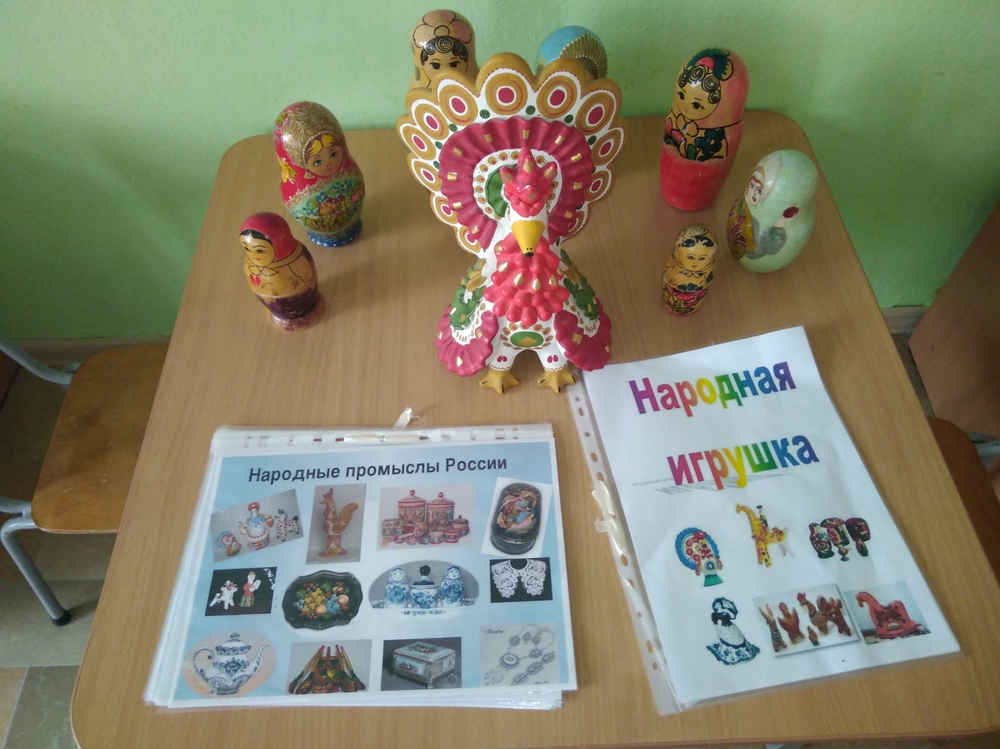 Народная
игрушка
Народные промыслы России